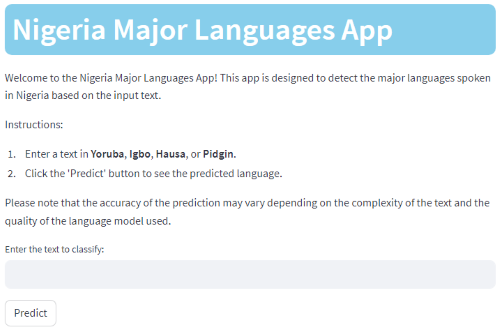 Nigeria Major Languages App
Welcome to the Nigeria Major Languages App! This app is designed to detect the major languages spoken
in Nigeria based on the input text.
Instructions:
1. Enter a text in Yoruba, Igbo, Hausa, or Pidgin.
2. Click the 'Predict' button to see the predicted language.
Please note that the accuracy of the prediction may vary depending on the complexity of the text and the
quality of the language model used.
Enter the text to classify:
Predict